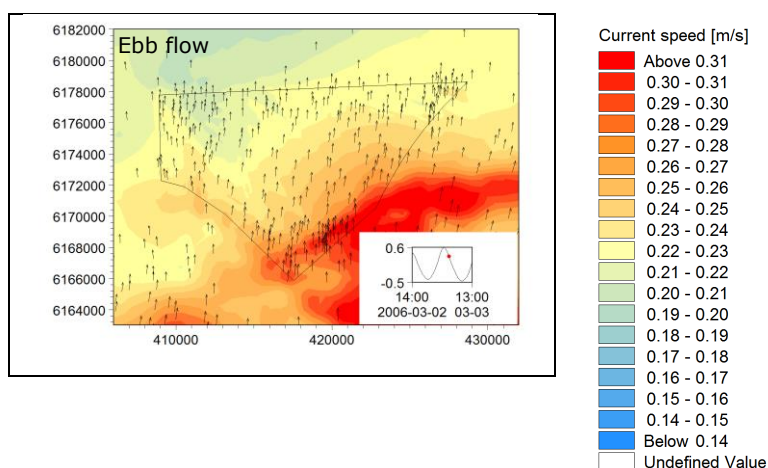 Ebb flow
6182000
6180000
6178000
6176000
6174000
6172000
6170000
6168000
6166000
6164000
410000
420000
430000
0.6
-0.5
14:00 13:00
2006-03-02 03-03
Current speed [m/s]
Above 0.31
0.30 - 0.31
0.29 - 0.30
0.28 - 0.29
0.27 - 0.28
0.26 - 0.27
0.25 - 0.26
0.24 - 0.25
0.23 - 0.24
0.22 - 0.23
0.21 - 0.22
0.20 - 0.21
0.19 - 0.20
0.18 - 0.19
0.17 - 0.18
0.16 - 0.17
0.15 - 0.16
0.14 - 0.15
Below 0.14
Undefined Value